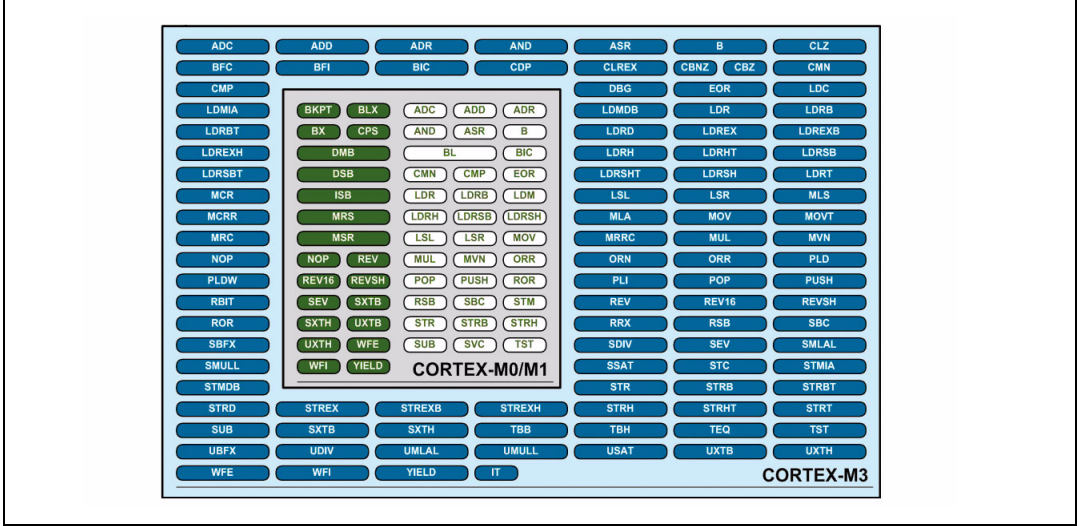 ADC ADD ADR AND ASR B CLZ
BFC BFI BIC CDP CLREX CBNZ CBZ CMN
CMP DBG EOR LDC
LDMIA BKPT BLX ADC ADD ADR LDMDB LDR LDRB
LDRBT BX CPS AND ASR B LDRD LDREX LDREXB
LDREXH DMB BL BIC LDRH LDRHT LDRSB
LDRSBT DSB CMN CMP EOR LDRSHT LDRSH LDRT
MCR ISB LDR LDRB LDM LSL LSR MLS
MCRR MRS LDRH LDRSB LDRSH MLA MOV MOVT
MRC MSR LSL LSR MOV MRRC MUL MVN
NOP NOP REV MUL MVN ORR ORN ORR PLD
PLDW REV16 REVSH POP PUSH ROR PLI POP PUSH
RBIT SEV SXTB RSB SBC STM REV REV16 REVSH
ROR SXTH UXTB STR STRB STRH RRX RSB SBC
SBFX UXTH WFE SUB SVC TST SDIV SEV SMLAL
SMULL WFI YIELD CORTEX-M0/M1 SSAT STC STMIA
STMDB STR STRB STRBT
STRD STREX STREXB STREXH STRH STRHT STRT
SUB SXTB SXTH TBB TBH TEQ TST
UBFX UDIV UMLAL UMULL USAT UXTB UXTH
WFE WFI YIELD IT CORTEX-M3